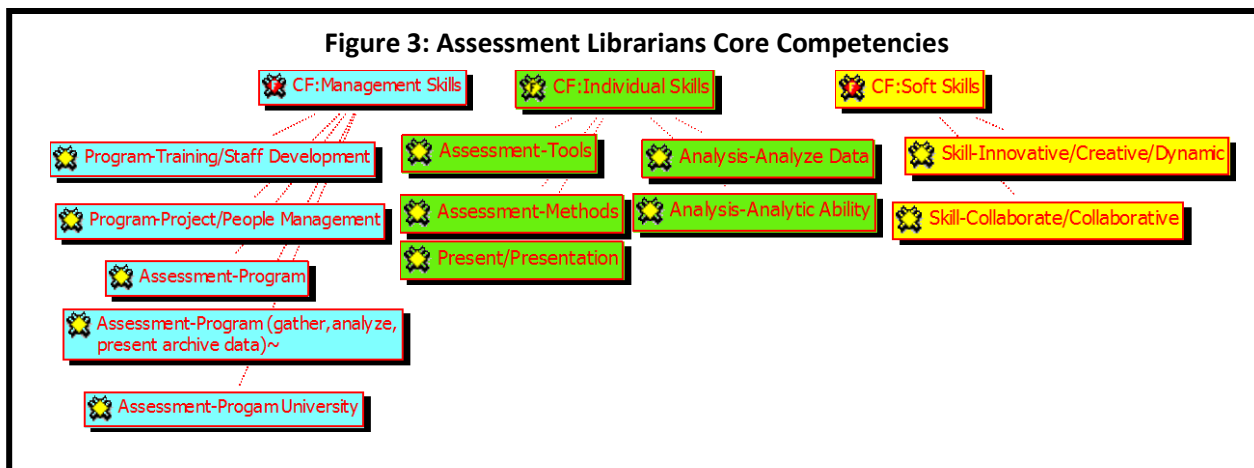 Figure 3: Assessment Librarians Core Competencies
CF:Management Skills
Program-Training/Staff Development
Program-Project/People Management
Assessment-Program
Assessment-Program (gather,analyze,
present archive data)~
Assessment-Progam University
CF:Individual Skills
Assessment-Tools
Assessment-Methods
Present/Presentation
Analysis-Analyze Data
Analysis-Analytic Ability
CF:Soft Skills
Skill-Innovative/Creative/Dynamic
Skill-Collaborate/Collaborative